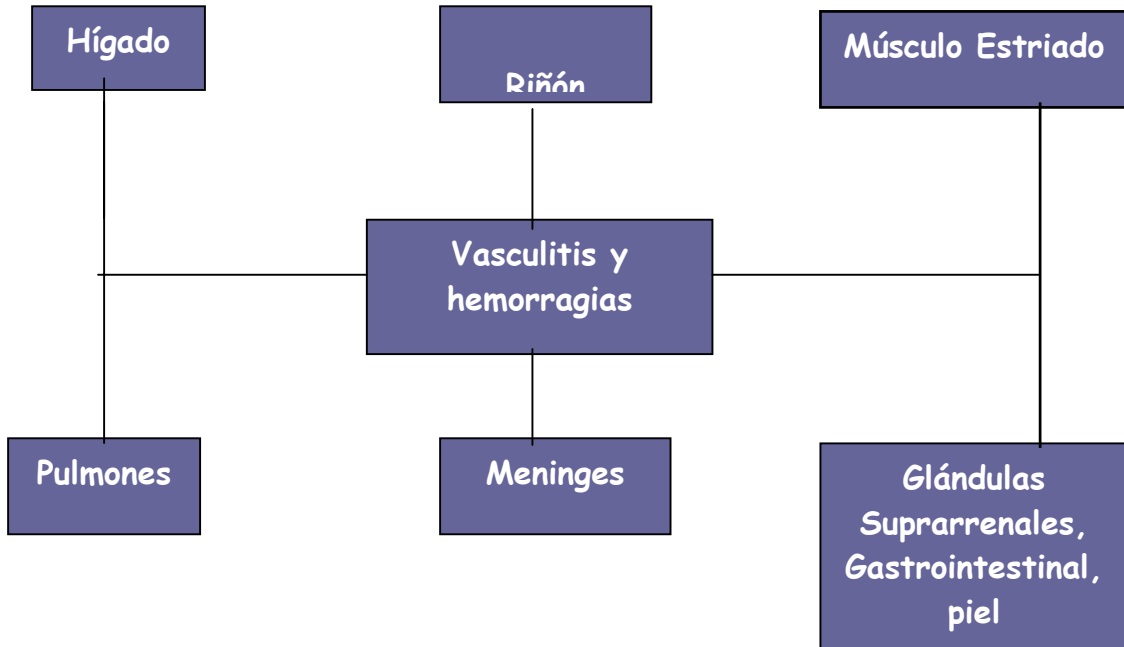 Hígado
Riñón
Músculo Estriado
Vasculitis y
hemorragias
Pulmones
Meninges
Glándulas
Suprarrenales,
Gastrointestinal,
piel